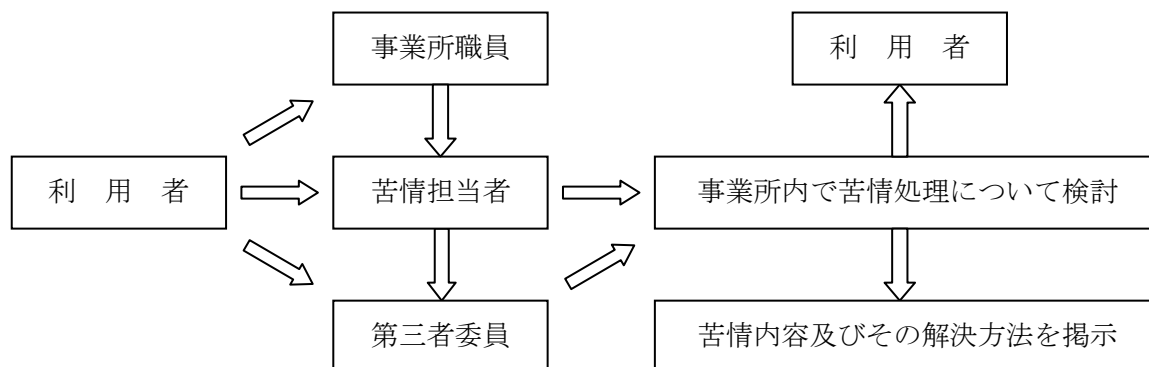 事業所職員
利　用　者
利　用　者
苦情担当者
事業所内で苦情処理について検討
第三者委員
苦情内容及びその解決方法を掲示